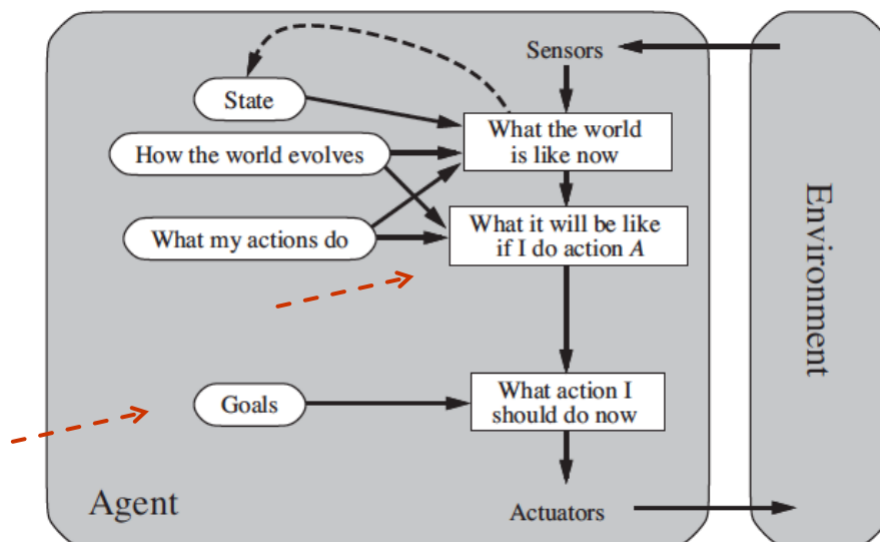 Sensors
State
What the world
is like now
How the world evolves
What it will be like
if I do action A
What my actions do
Goals
What action I
should do now
Agent
Actuators
Environment